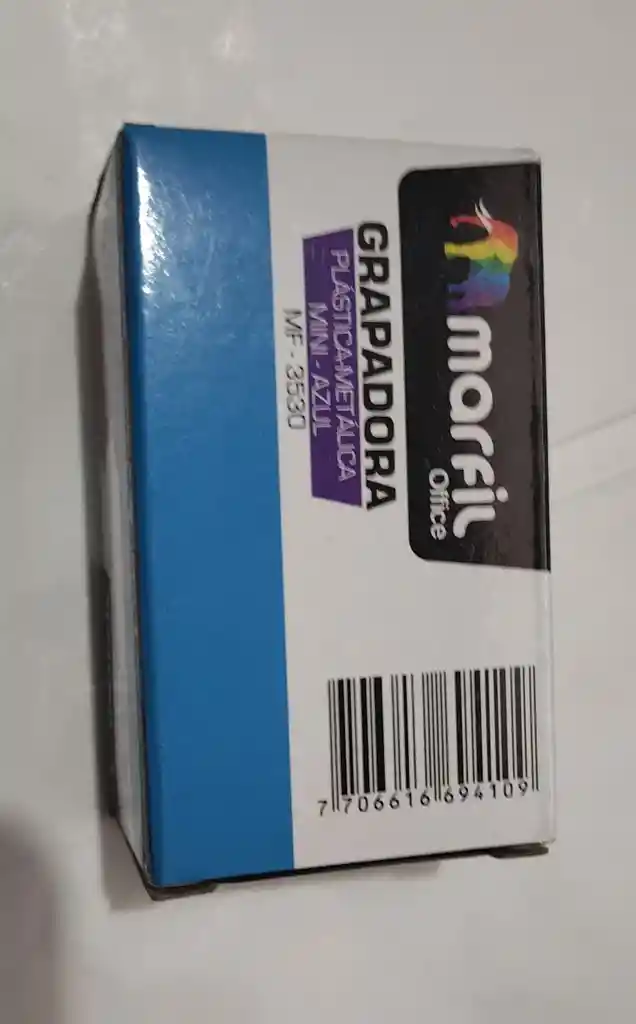 marfil
Office
GRAPADORA
PLÁSTICA-METÁLICA
MINI - AZUL
MF - 3530
7 706616 694109